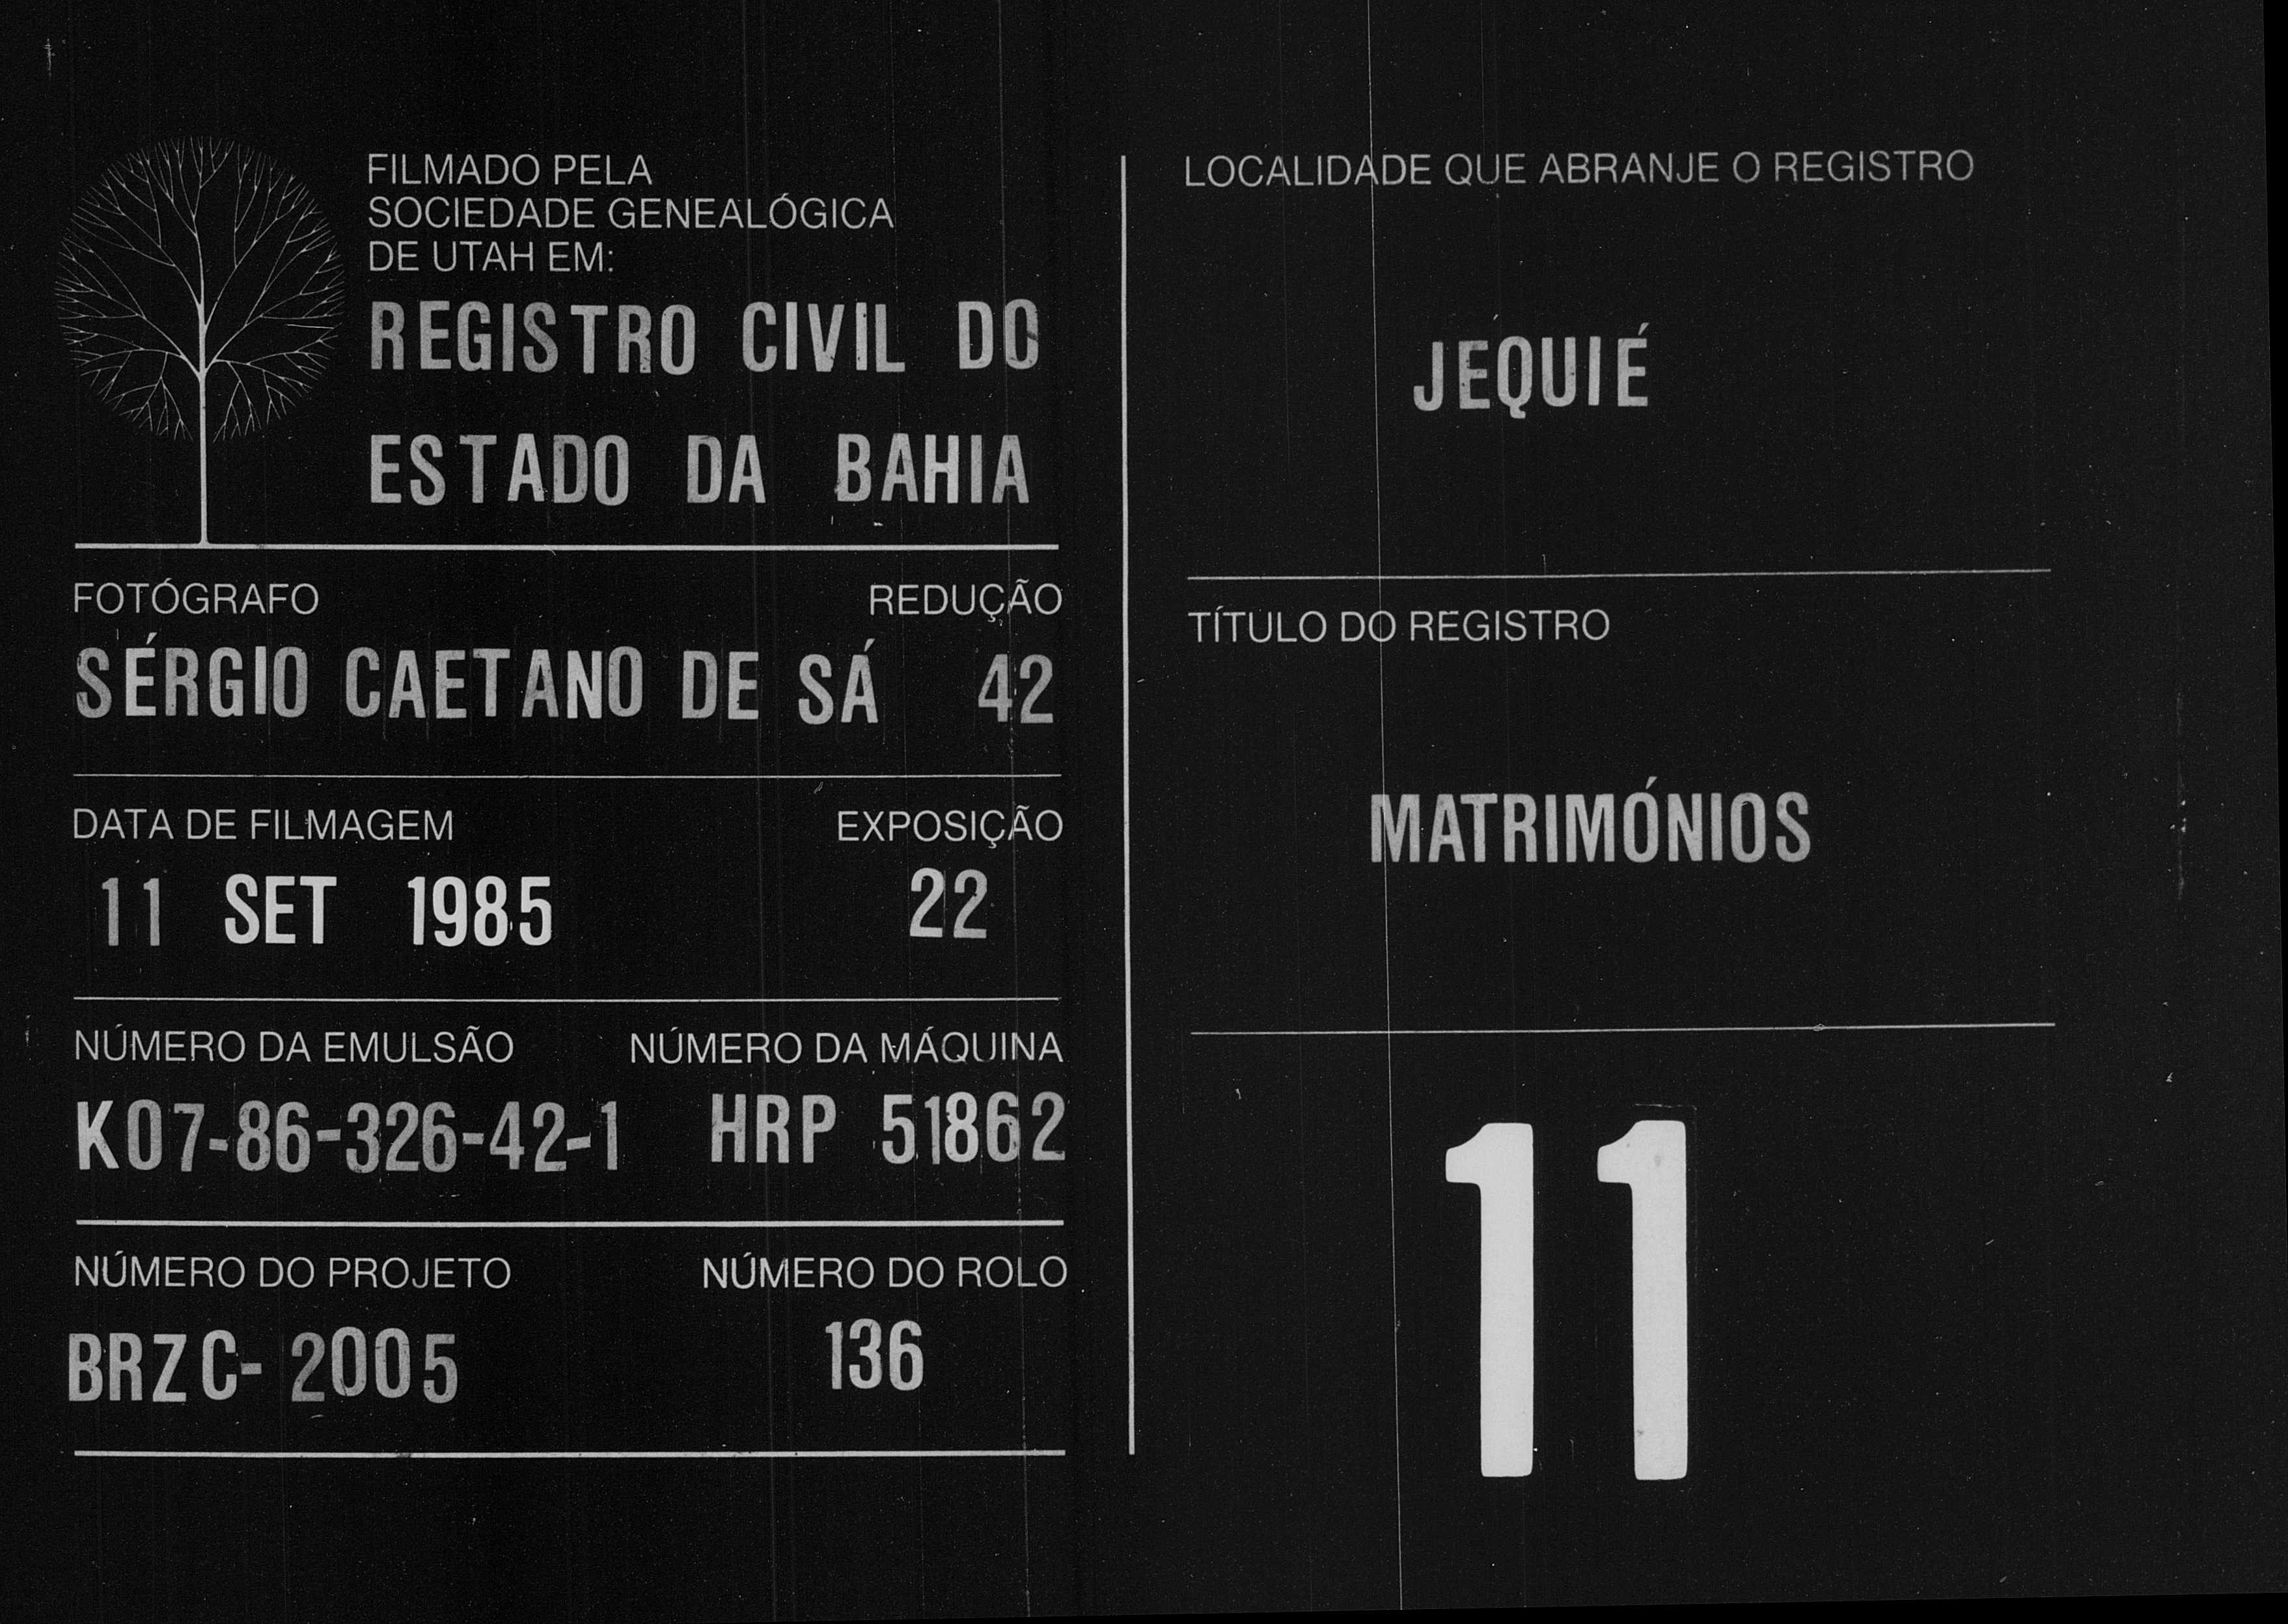 FILMADO PELA
SOCIEDADE GENEALÓGICA
DE UTAH EM:
REGISTRO CIVIL DO
ESTADO DA BAHIA
FOTÓGRAFO REDUÇÃO
SÉRGIO CAETANO DE SÁ 42
DATA DE FILMAGEM EXPOSIÇÃO
11 SET 1985 22
NÚMERO DA EMULSÃO NÚMERO DA MÁQUINA
K07-86-326-42-1 HRP 51862
NÚMERO DO PROJETO NÚMERO DO ROLO
BRZC-2005 136
LOCALIDADE QUE ABRANJE O REGISTRO
JEQUIÉ
TÍTULO DO REGISTRO
MATRIMÓNIOS
11